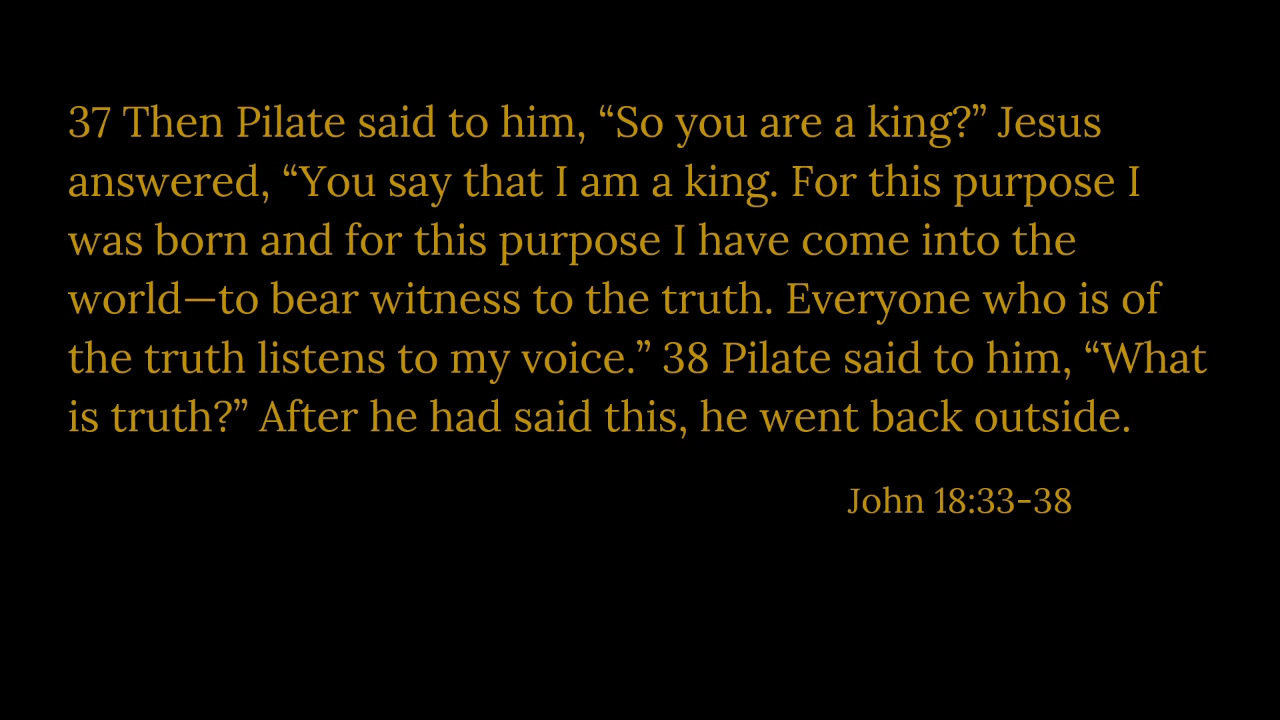 37 Then Pilate said to him, “So you are a king?” Jesus
answered, “You say that I am a king. For this purpose I
was born and for this purpose I have come into the
world—to bear witness to the truth. Everyone who is of
the truth listens to my voice.” 38 Pilate said to him, “What
is truth?” After he had said this, he went back outside.
John 18:33-38